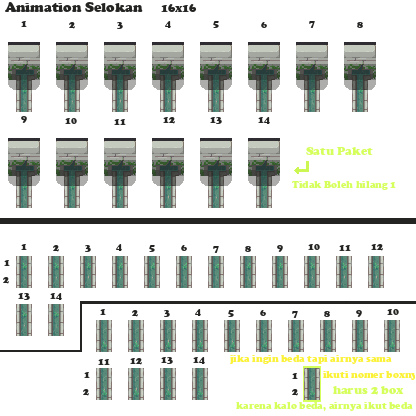 Animation Selokan 16x16
1 2 3 4 5 6 7 8
9 10 11 12 13 14
Satu Paket
Tidak Boleh hilang 1
1 2 3 4 5 6 7 8 9 10 11 12
1
2
13 14
1 2 3 4 5 6 7 8 9 10
jika ingin beda tapi airnya sama
11 12 13 14
1
2
1
2
ikuti nomer boxny
harus 2 box
karena kalo beda, airnya ikut beda